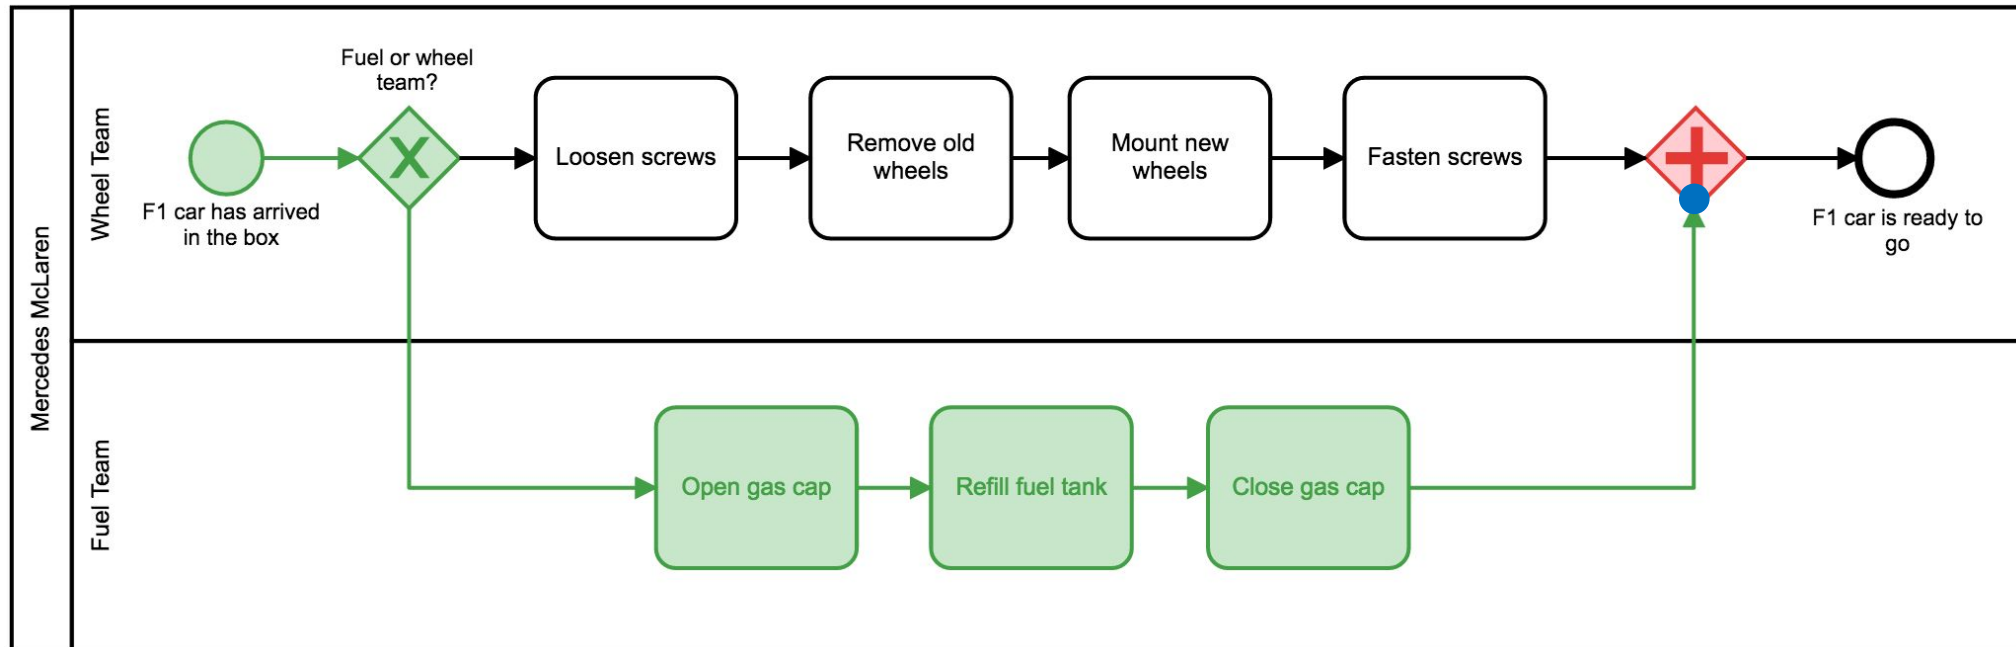 Mercedes McLaren
Wheel Team
Fuel or wheel
team?
F1 car has arrived
in the box
X
Loosen screws
Remove old
wheels
Mount new
wheels
Fasten screws
F1 car is ready to
go
Fuel Team
Open gas cap
Refill fuel tank
Close gas cap